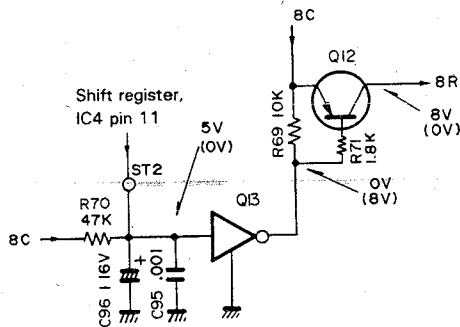 8C
Q12
8R
Shift register,
IC4 pin 11
5V
(0V)
8V
(0V)
R69 10K
R71
1.8K
ST2
0V
(8V)
Q13
R70
47K
8C
+
C96 1 16V
C95 .001